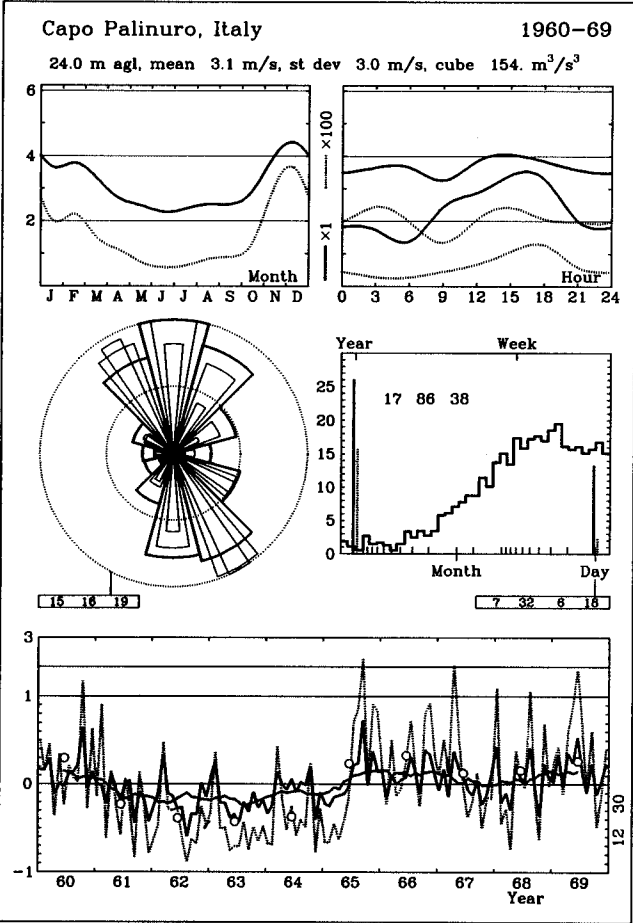 Capo Palinuro, Italy 1960–69
24.0 m agl, mean 3.1 m/s, st dev 3.0 m/s, cube 154. m³/s³
6
4
2
J F M A M J J A S O N D
Month
×1 ×100
0 3 6 9 12 15 18 21 24
Hour
Year Week
25
20
15
10
5
0
17 86 38
Month Day
15 16 19
7 32 6 18
3
1
0
-1
60 61 62 63 64 65 66 67 68 69
Year
12 30